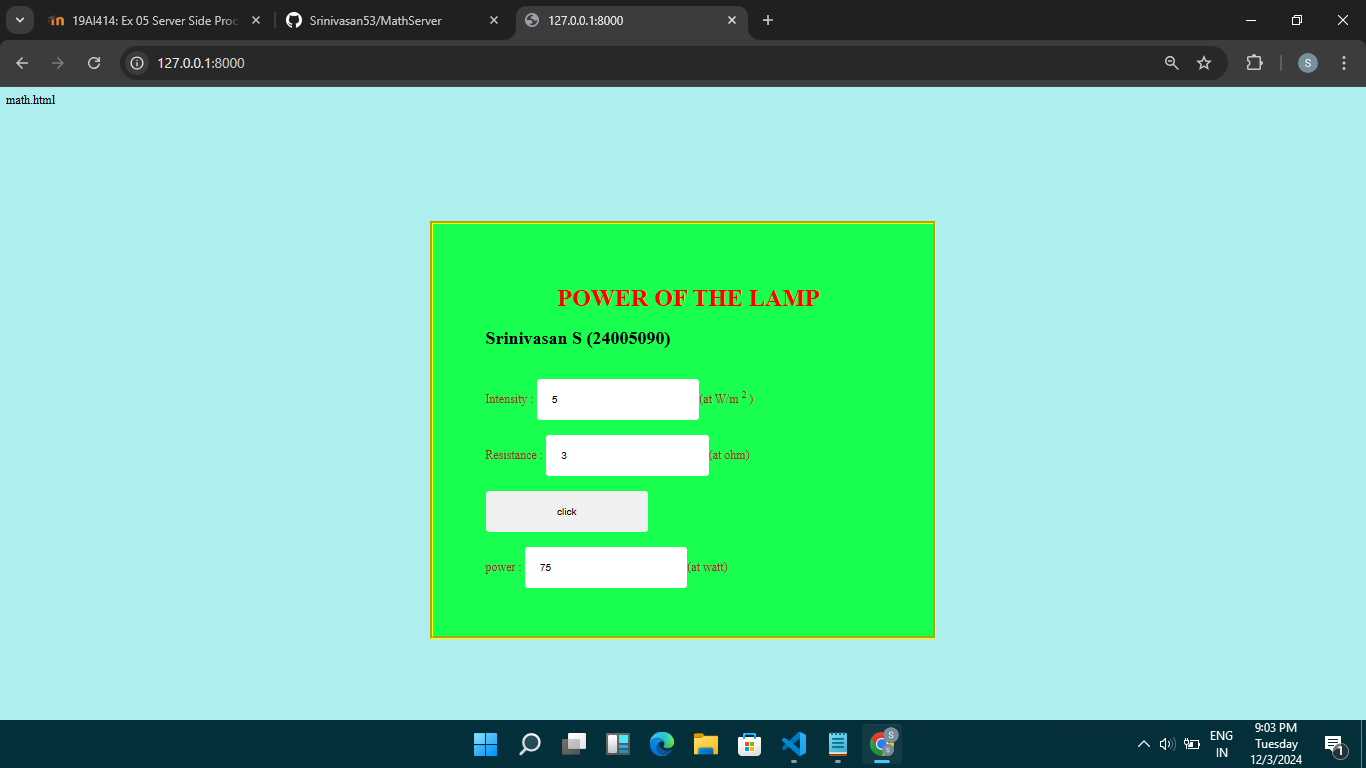 19AI414: Ex 05 Server Side Proc
Srinivasan53/MathServer
127.0.0.1:8000
127.0.0.1:8000
S
math.html
POWER OF THE LAMP
Srinivasan S (24005090)
Intensity : 5 (at W/m 2 )
Resistance : 3 (at ohm)
click
power : 75 (at watt)
S
ENG
IN
9:03 PM
Tuesday
12/3/2024
1